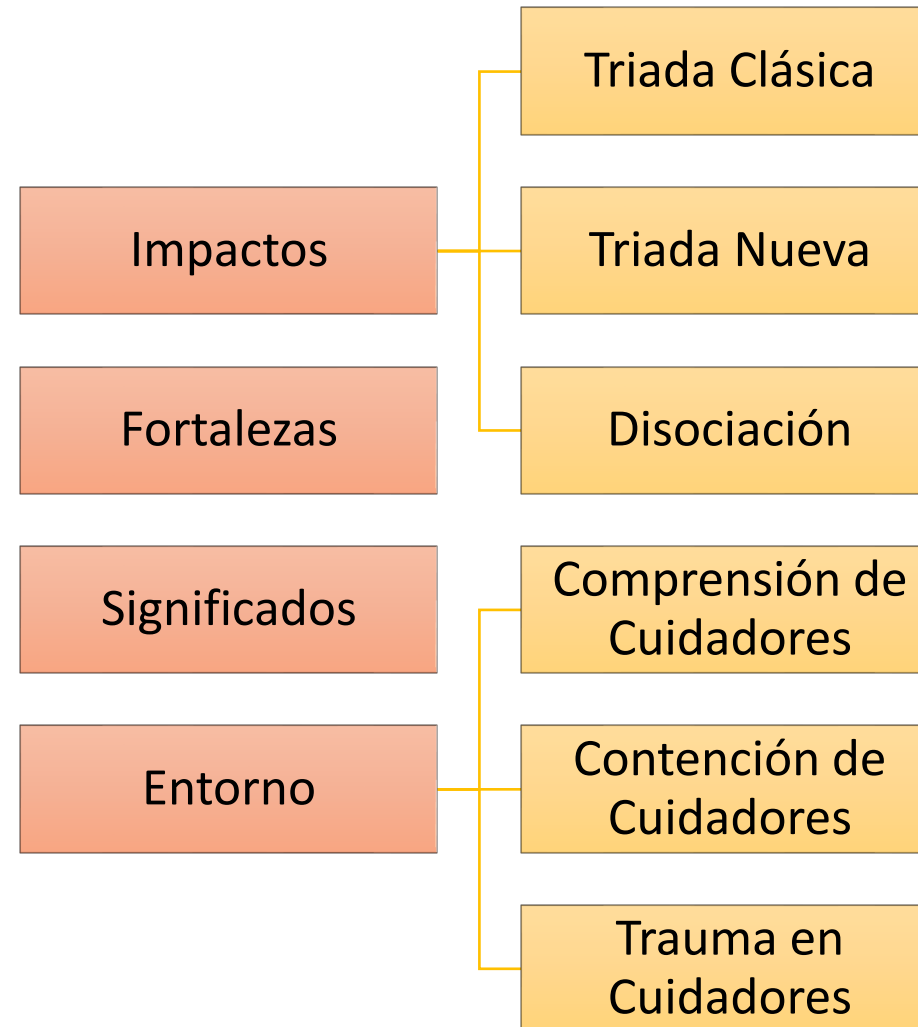 Impactos
Triada Clásica
Triada Nueva
Disociación
Fortalezas
Significados
Entorno
Comprensión de
Cuidadores
Contención de
Cuidadores
Trauma en
Cuidadores